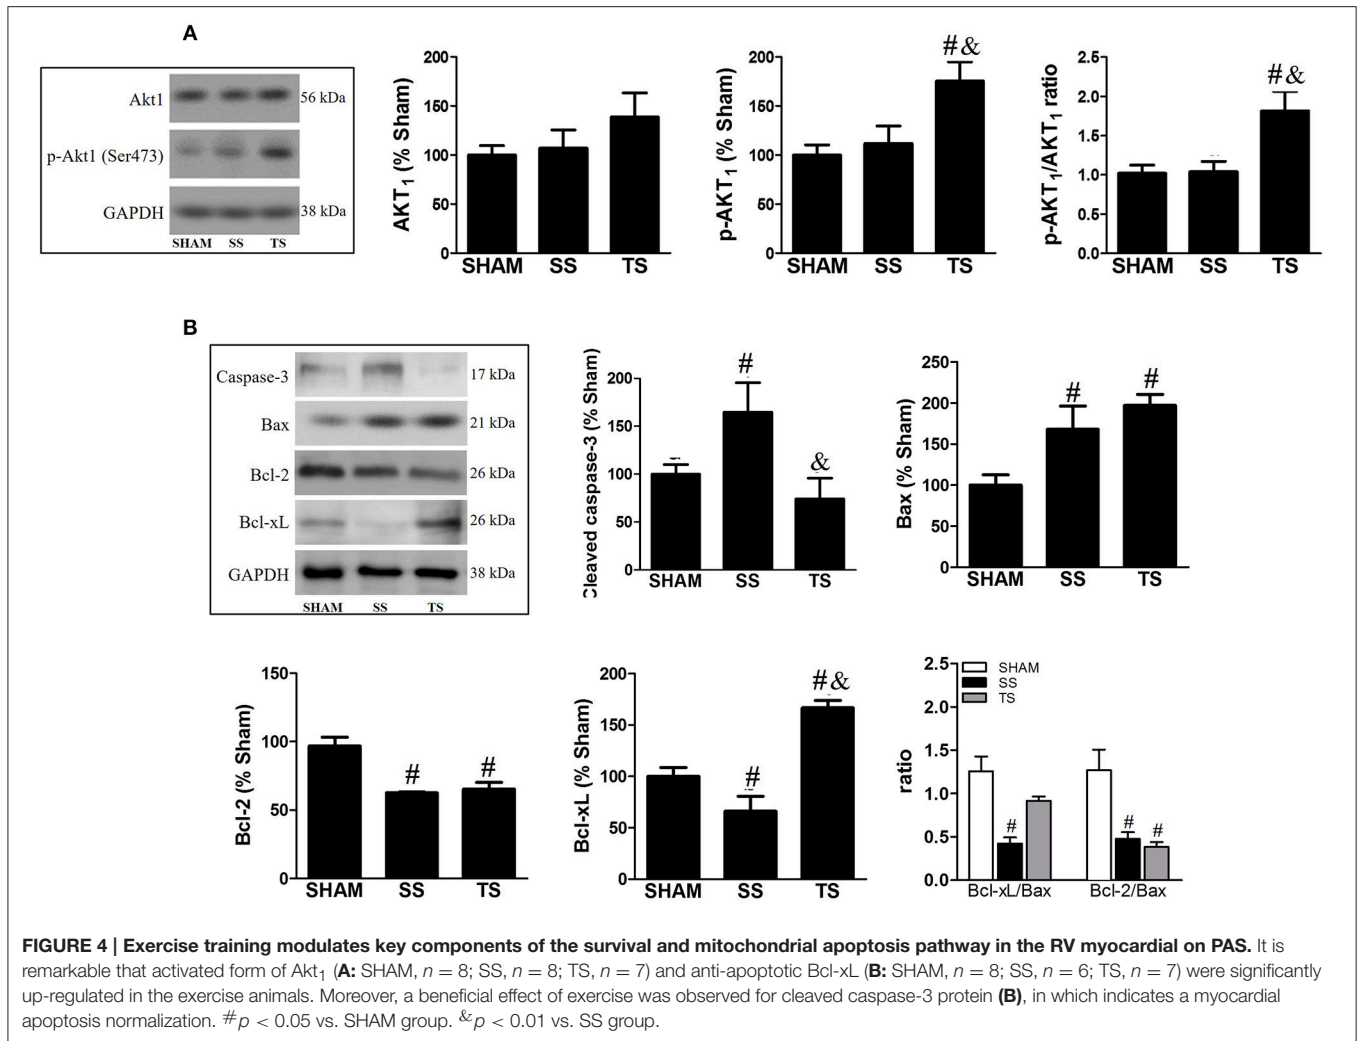 A
Akt1
56 kDa
p-Akt1 (Ser473)
GAPDH
38 kDa
SHAM SS TS
AKT1 (% Sham)
200
150
100
50
0
SHAM SS TS
p-AKT1 (% Sham)
200
150
100
50
0
#&
SHAM SS TS
p-AKT1/AKT1 ratio
2.5
2.0
1.5
1.0
0.5
0.0
#&
SHAM SS TS
B
Caspase-3 17 kDa
Bax 21 kDa
Bcl-2 26 kDa
Bcl-xL 26 kDa
GAPDH 38 kDa
SHAM SS TS
Cleaved caspase-3 (% Sham)
200
150
100
50
0
#
&
SHAM SS TS
Bax (% Sham)
250
200
150
100
50
0
# #
SHAM SS TS
Bcl-2 (% Sham)
150
100
50
0
# #
SHAM SS TS
Bcl-xL (% Sham)
200
150
100
50
0
#
#&
SHAM SS TS
ratio
2.5
2.0
1.5
1.0
0.5
0.0
SHAM
SS
TS
# # #
Bcl-xL/Bax Bcl-2/Bax
FIGURE 4 | Exercise training modulates key components of the survival and mitochondrial apoptosis pathway in the RV myocardial on PAS. It is
remarkable that activated form of Akt1 (A: SHAM, n = 8; SS, n = 8; TS, n = 7) and anti-apoptotic Bcl-xL (B: SHAM, n = 8; SS, n = 6; TS, n = 7) were significantly
up-regulated in the exercise animals. Moreover, a beneficial effect of exercise was observed for cleaved caspase-3 protein (B), in which indicates a myocardial
apoptosis normalization. #p < 0.05 vs. SHAM group. &p < 0.01 vs. SS group.